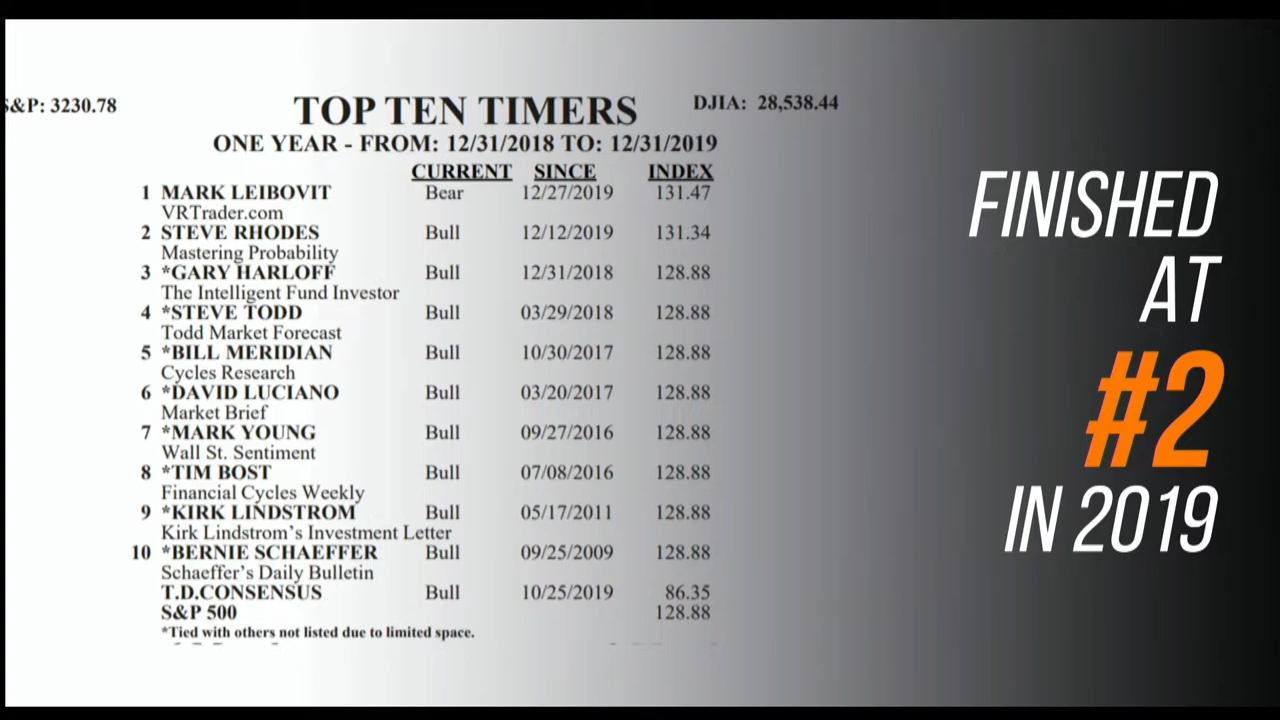 S&P: 3230.78
TOP TEN TIMERS
DJIA: 28,538.44
ONE YEAR - FROM: 12/31/2018 TO: 12/31/2019
CURRENT SINCE INDEX
1 MARK LEIBOVIT Bear 12/27/2019 131.47
VRTrader.com
2 STEVE RHODES Bull 12/12/2019 131.34
Mastering Probability
3 *GARY HARLOFF Bull 12/31/2018 128.88
The Intelligent Fund Investor
4 *STEVE TODD Bull 03/29/2018 128.88
Todd Market Forecast
5 *BILL MERIDIAN Bull 10/30/2017 128.88
Cycles Research
6 *DAVID LUCIANO Bull 03/20/2017 128.88
Market Brief
7 *MARK YOUNG Bull 09/27/2016 128.88
Wall St. Sentiment
8 *TIM BOST Bull 07/08/2016 128.88
Financial Cycles Weekly
9 *KIRK LINDSTROM Bull 05/17/2011 128.88
Kirk Lindstrom's Investment Letter
10 *BERNIE SCHAEFFER Bull 09/25/2009 128.88
Schaeffer's Daily Bulletin
T.D.CONSENSUS Bull 10/25/2019 86.35
S&P 500 128.88
*Tied with others not listed due to limited space.
FINISHED
AT
#2
IN 2019